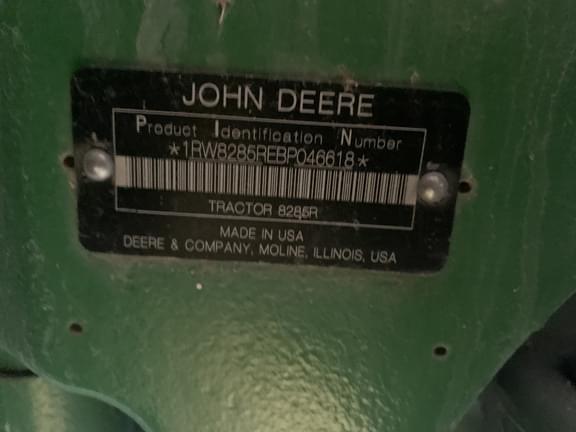 JOHN DEERE
Product Identification Number
*1RW8285REBP046618*
TRACTOR 8285R
MADE IN USA
DEERE & COMPANY, MOLINE, ILLINOIS, USA